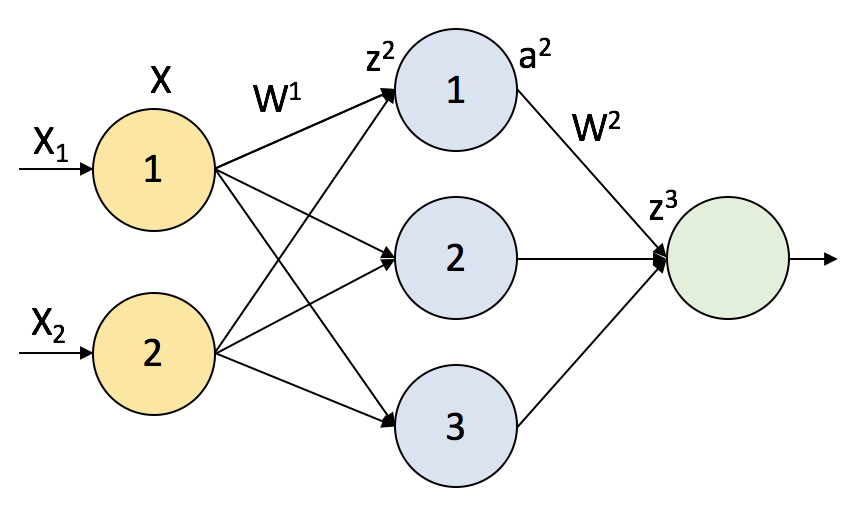 X
X₁
1
X₂
2
W¹
z²
1
a²
2
3
W²
z³